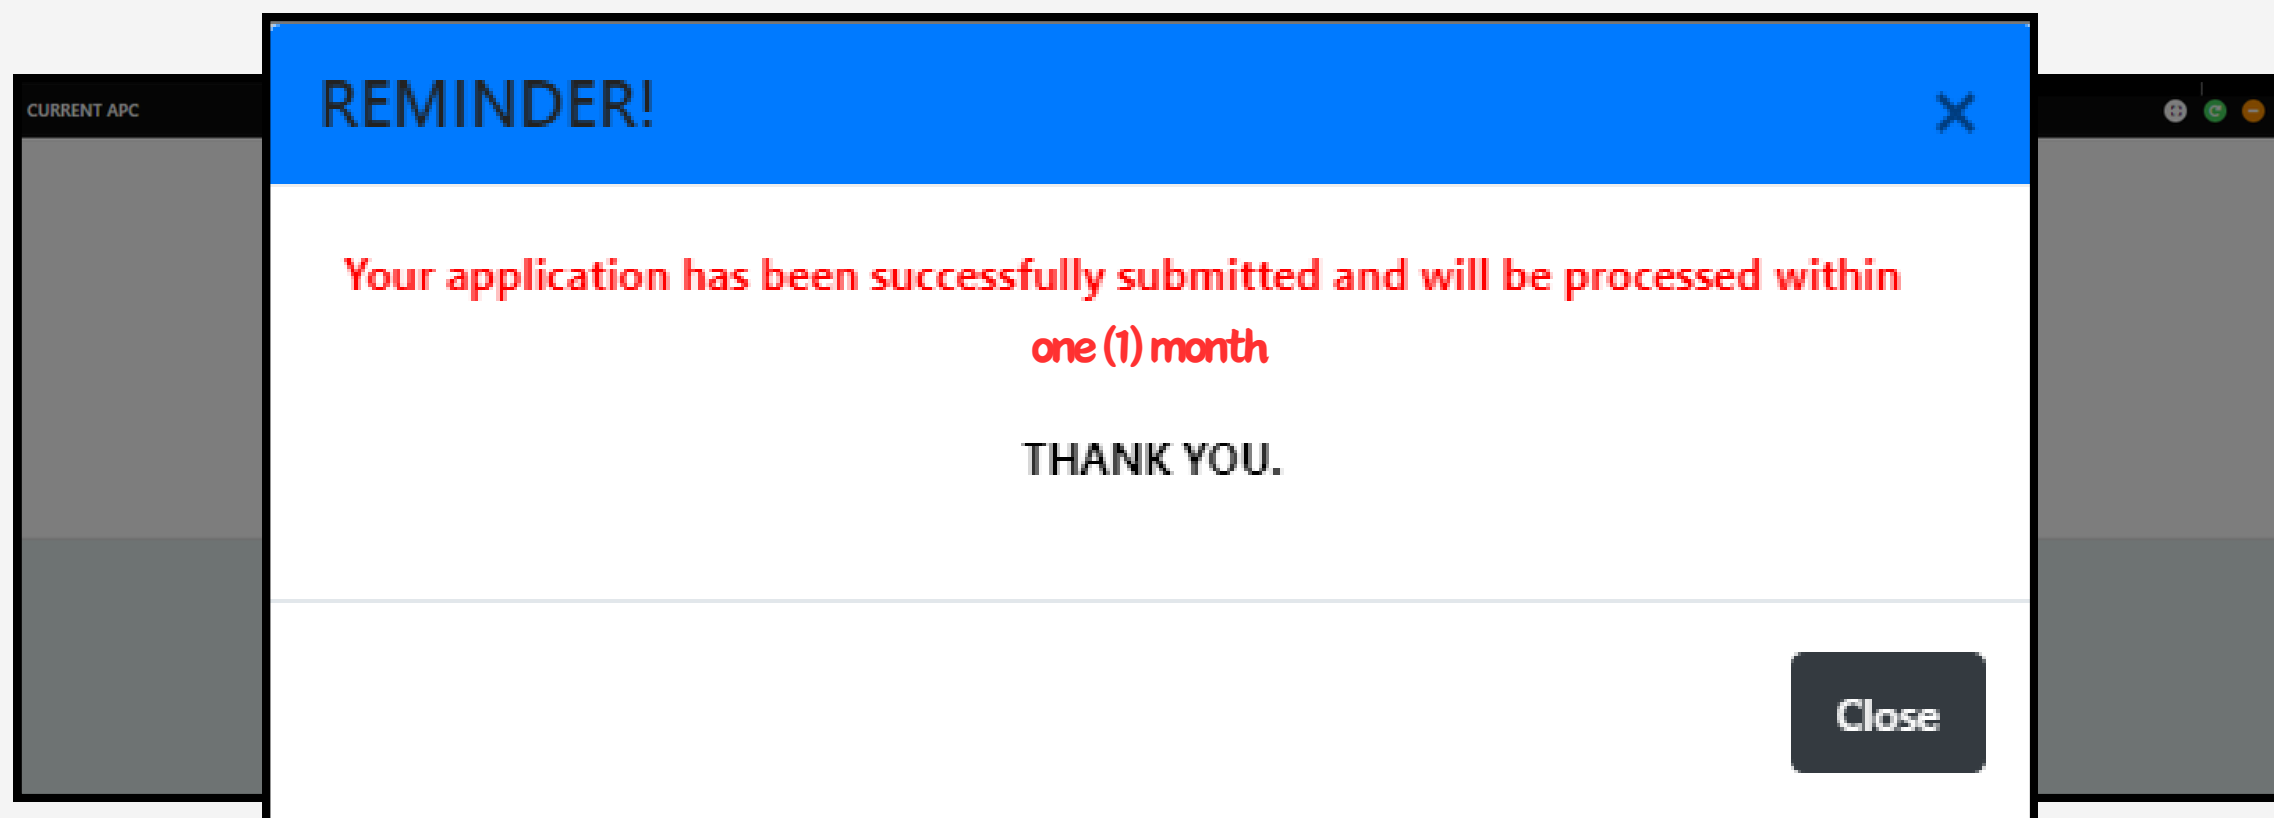 CURRENT APC
REMINDER!
×
Your application has been successfully submitted and will be processed within
one (1) month
THANK YOU.
Close